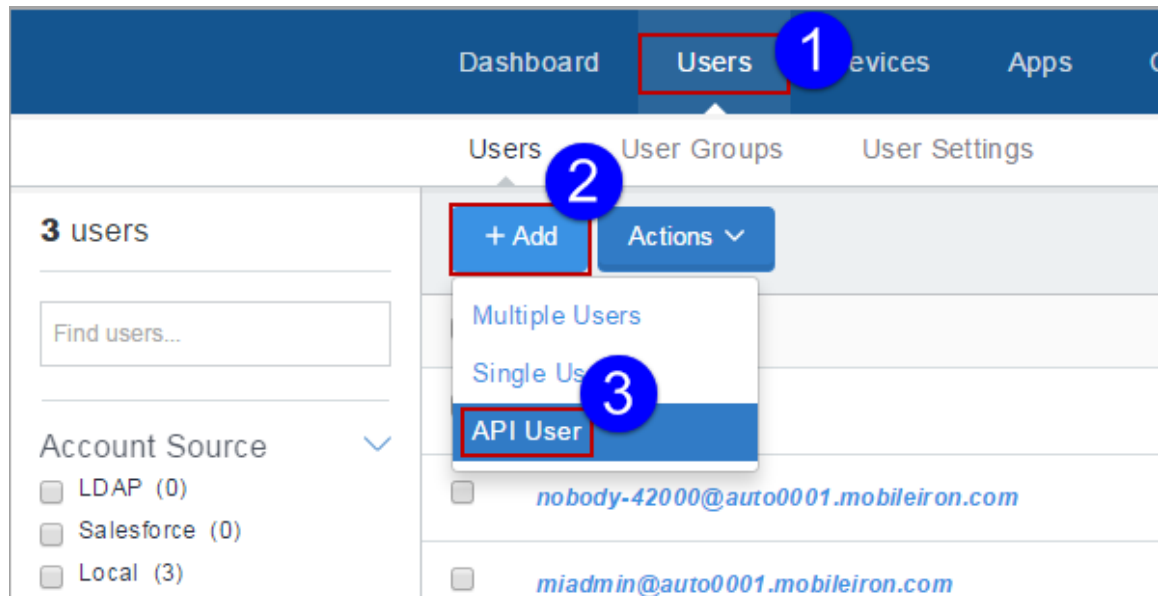 Dashboard Users 1 evices Apps
Users User Groups User Settings
2
3 users
+ Add Actions
Find users...
Multiple Users
Single Us
3
API User
Account Source
LDAP (0)
Salesforce (0)
Local (3)
nobody-42000@auto0001.mobileiron.com
miadmin@auto0001.mobileiron.com